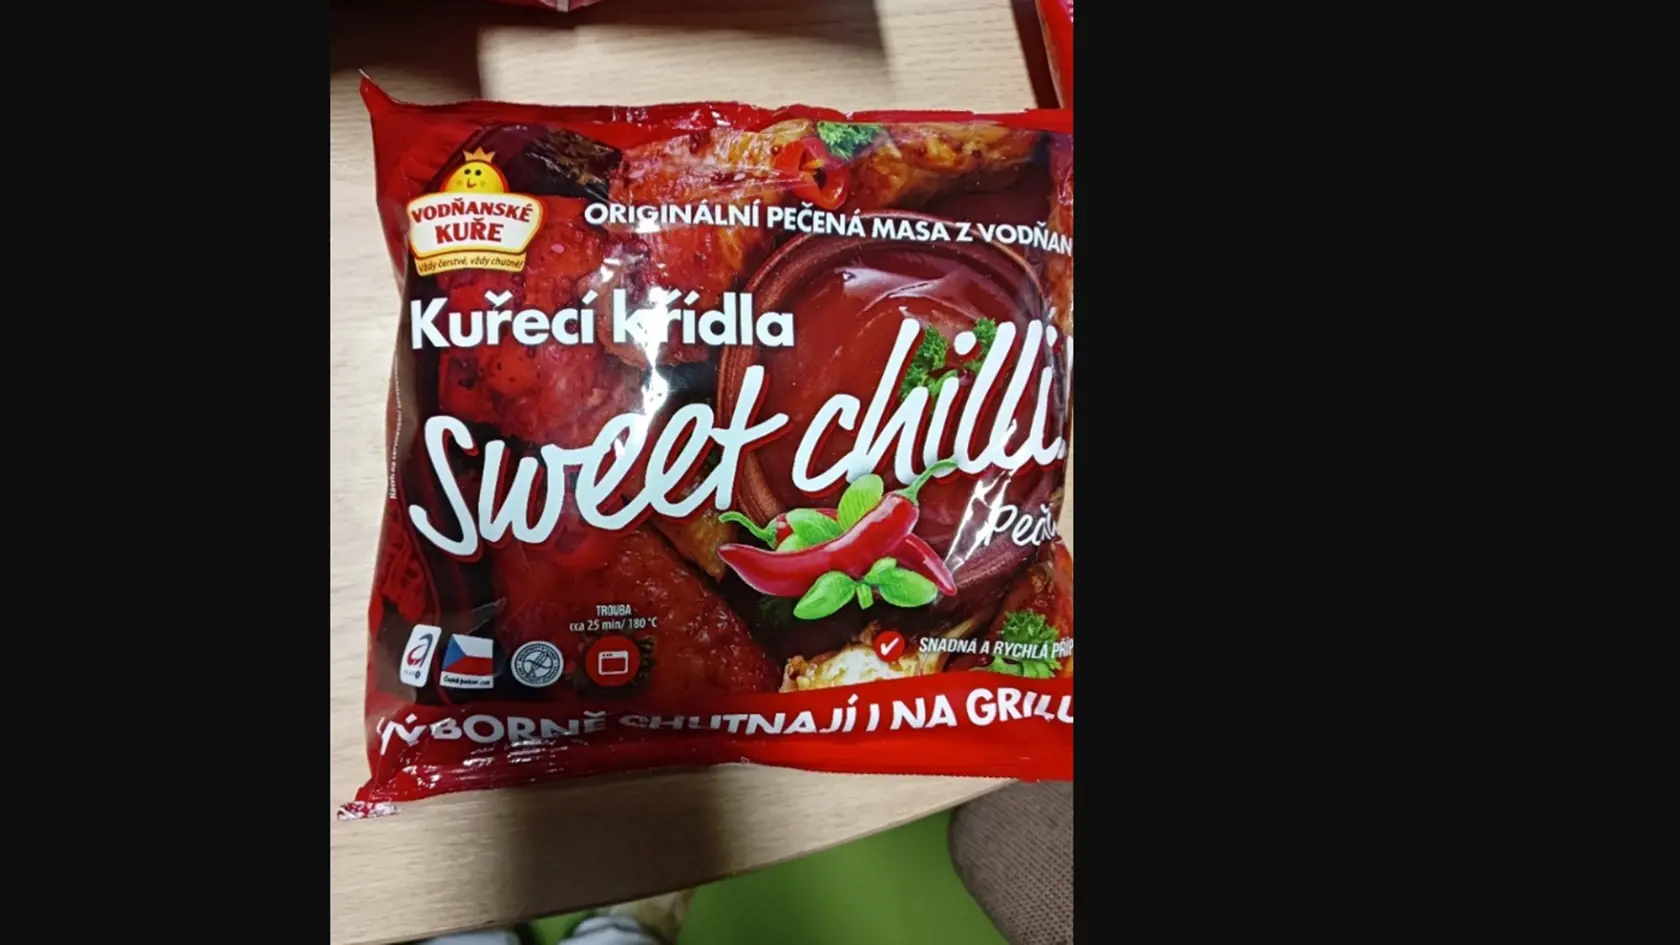 VODŇANSKÉ
KUŘE
Vždy čerstvé, vždy chutné!
ORIGINÁLNÍ PEČENÁ MASA Z VODŇAN
Kuřecí křídla
Sweet chilli
TROUBA
cca 25 min/ 180 °C
SNADNÁ A RYCHLÁ
VÝBORNĚ CHUTNAJÍ I NA GRILU